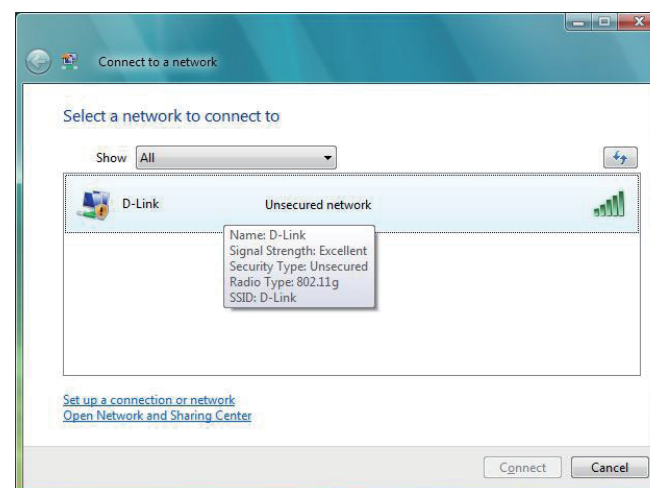 Connect to a network
Select a network to connect to
Show All
D-Link Unsecured network
Name: D-Link
Signal Strength: Excellent
Security Type: Unsecured
Radio Type: 802.11g
SSID: D-Link
Set up a connection or network
Open Network and Sharing Center
Connect Cancel